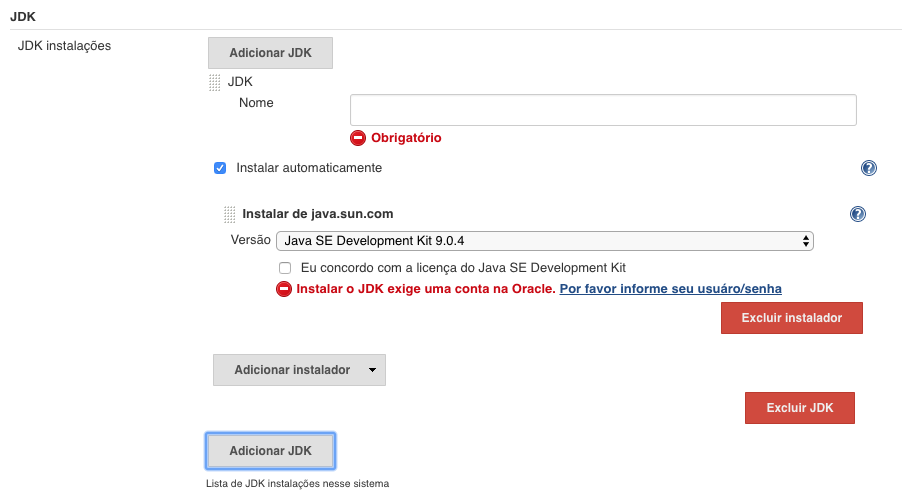 JDK
JDK instalações
Adicionar JDK
JDK
Nome
Obrigatório
Instalar automaticamente
?
Instalar de java.sun.com
?
Versão
Java SE Development Kit 9.0.4
Eu concordo com a licença do Java SE Development Kit
Instalar o JDK exige uma conta na Oracle. Por favor informe seu usuáro/senha
Excluir instalador
Adicionar instalador
Excluir JDK
Adicionar JDK
Lista de JDK instalações nesse sistema